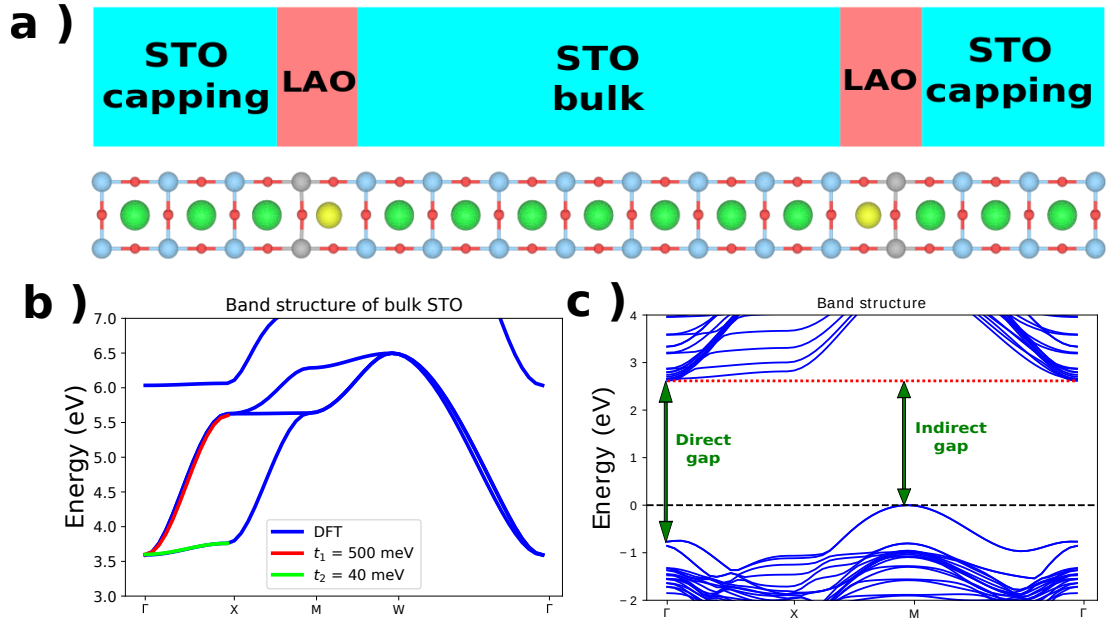 a )
STO
capping
LAO
STO
bulk
LAO
STO
capping
b )
Band structure of bulk STO
Energy (eV)
7.0
6.5
6.0
5.5
5.0
4.5
4.0
3.5
3.0
DFT
t₁ = 500 meV
t₂ = 40 meV
Γ X M W Γ
c )
Band structure
Energy (eV)
4
3
2
1
0
−1
−2
Direct
gap
Indirect
gap
Γ X M Γ